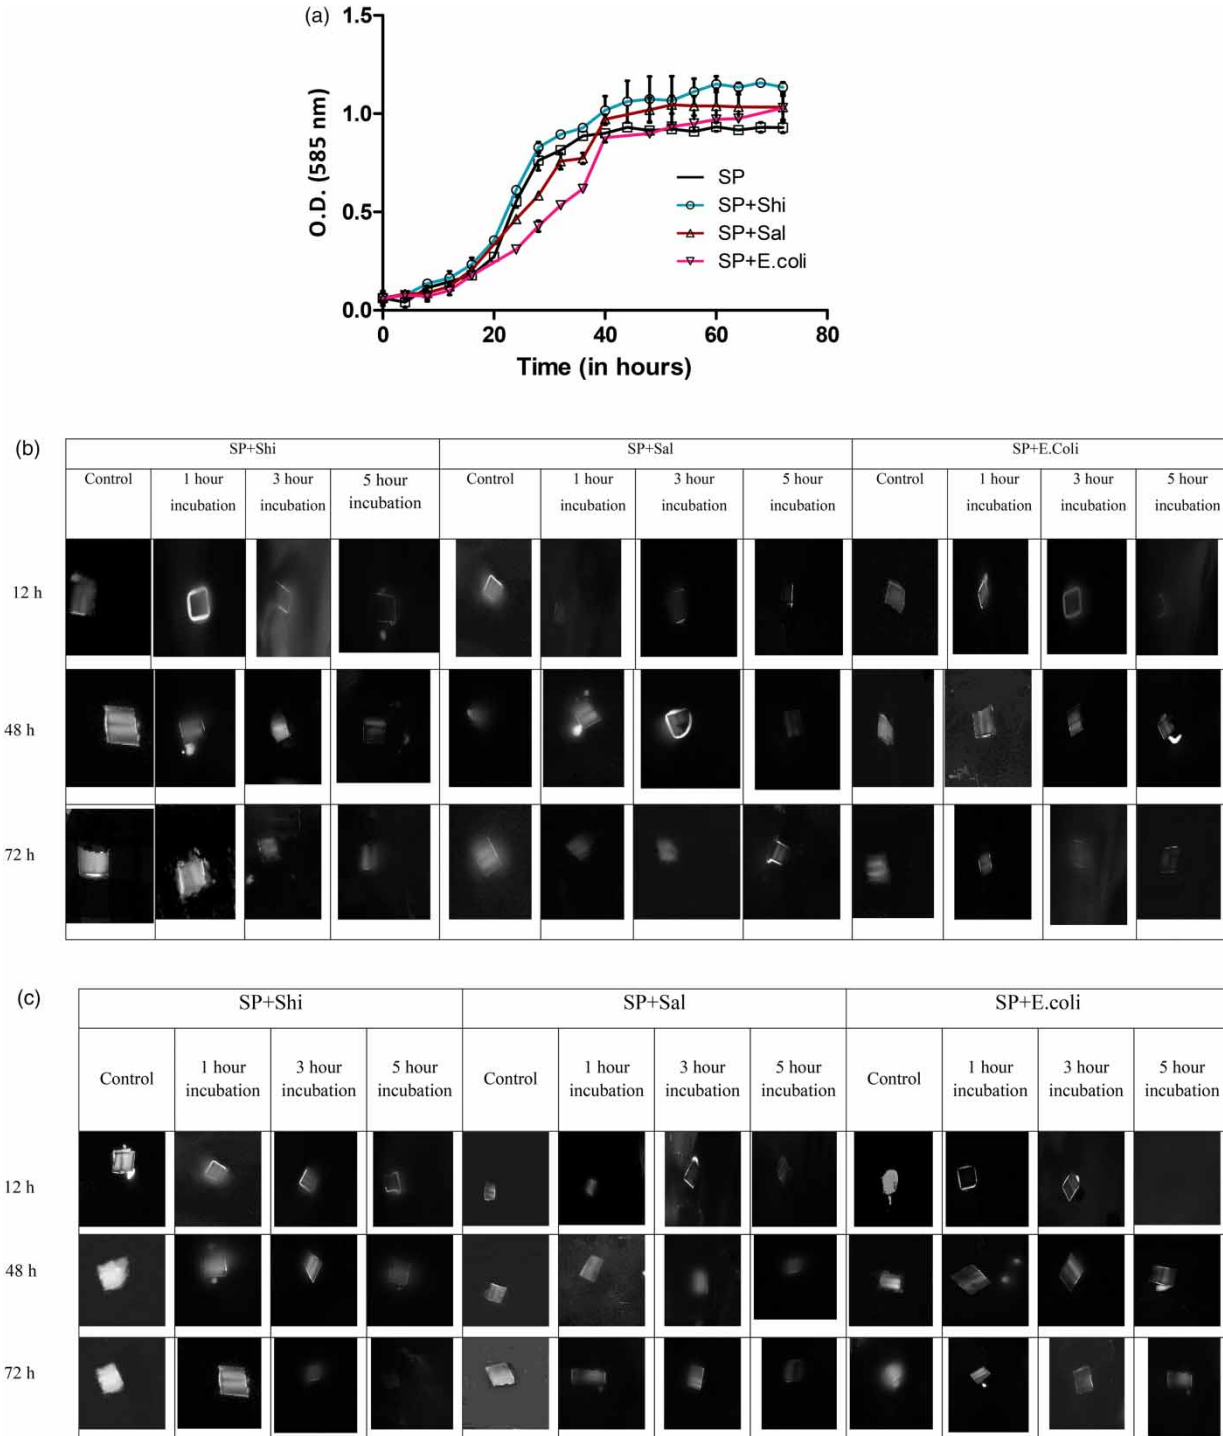 (a)
1.5
1.0
0.5
0.0
O.D. (585 nm)
SP
SP+Shi
SP+Sal
SP+E.coli
0 20 40 60 80
Time (in hours)
(b)
SP+Shi SP+Sal SP+E.Coli
Control 1 hour incubation 3 hour incubation 5 hour incubation Control 1 hour incubation 3 hour incubation 5 hour incubation Control 1 hour incubation 3 hour incubation 5 hour incubation
12 h
48 h
72 h
(c)
SP+Shi SP+Sal SP+E.coli
Control 1 hour incubation 3 hour incubation 5 hour incubation Control 1 hour incubation 3 hour incubation 5 hour incubation Control 1 hour incubation 3 hour incubation 5 hour incubation
12 h
48 h
72 h